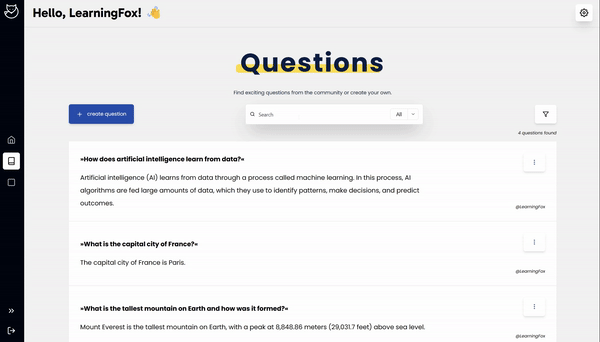 Hello, LearningFox! 👋
Questions
Find exciting questions from the community or create your own.
+ create question
Search
All
4 questions found
»How does artificial intelligence learn from data?«
Artificial intelligence (AI) learns from data through a process called machine learning. In this process, AI
algorithms are fed large amounts of data, which they use to identify patterns, make decisions, and predict
outcomes.
@LearningFox
»What is the capital city of France?«
The capital city of France is Paris.
@LearningFox
»What is the tallest mountain on Earth and how was it formed?«
Mount Everest is the tallest mountain on Earth, with a peak at 8,848.86 meters (29,031.7 feet) above sea level.
@LearningFox